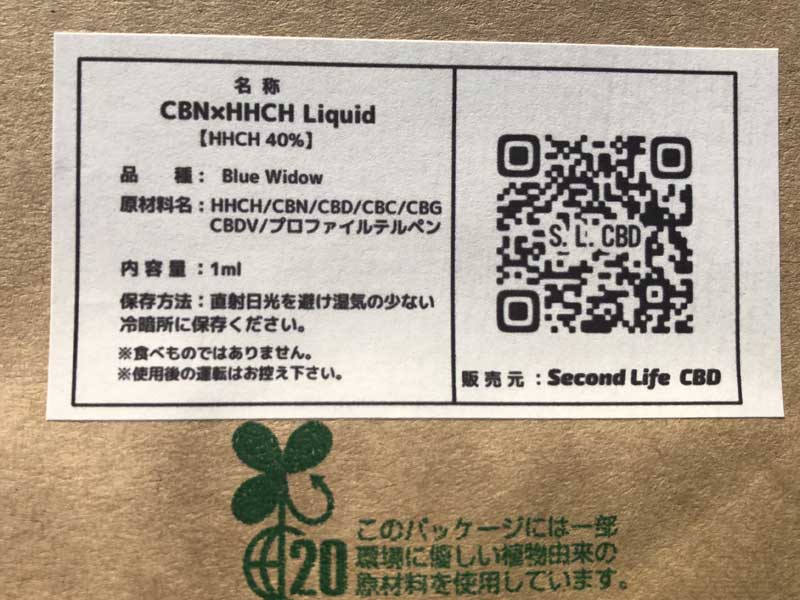 名称
CBN×HHCH Liquid
【HHCH 40%】
品　種： Blue Widow
原材料名：HHCH/CBN/CBD/CBC/CBG
CBDV/プロファイルテルペン
内容量：1ml
保存方法：直射日光を避け湿気の少ない
冷暗所に保存ください。
※食べものではありません。
※使用後の運転はお控え下さい。
S. L. CBD
販売元：Second Life CBD
20
このパッケージには一部
環境に優しい植物由来の
原材料を使用しています。